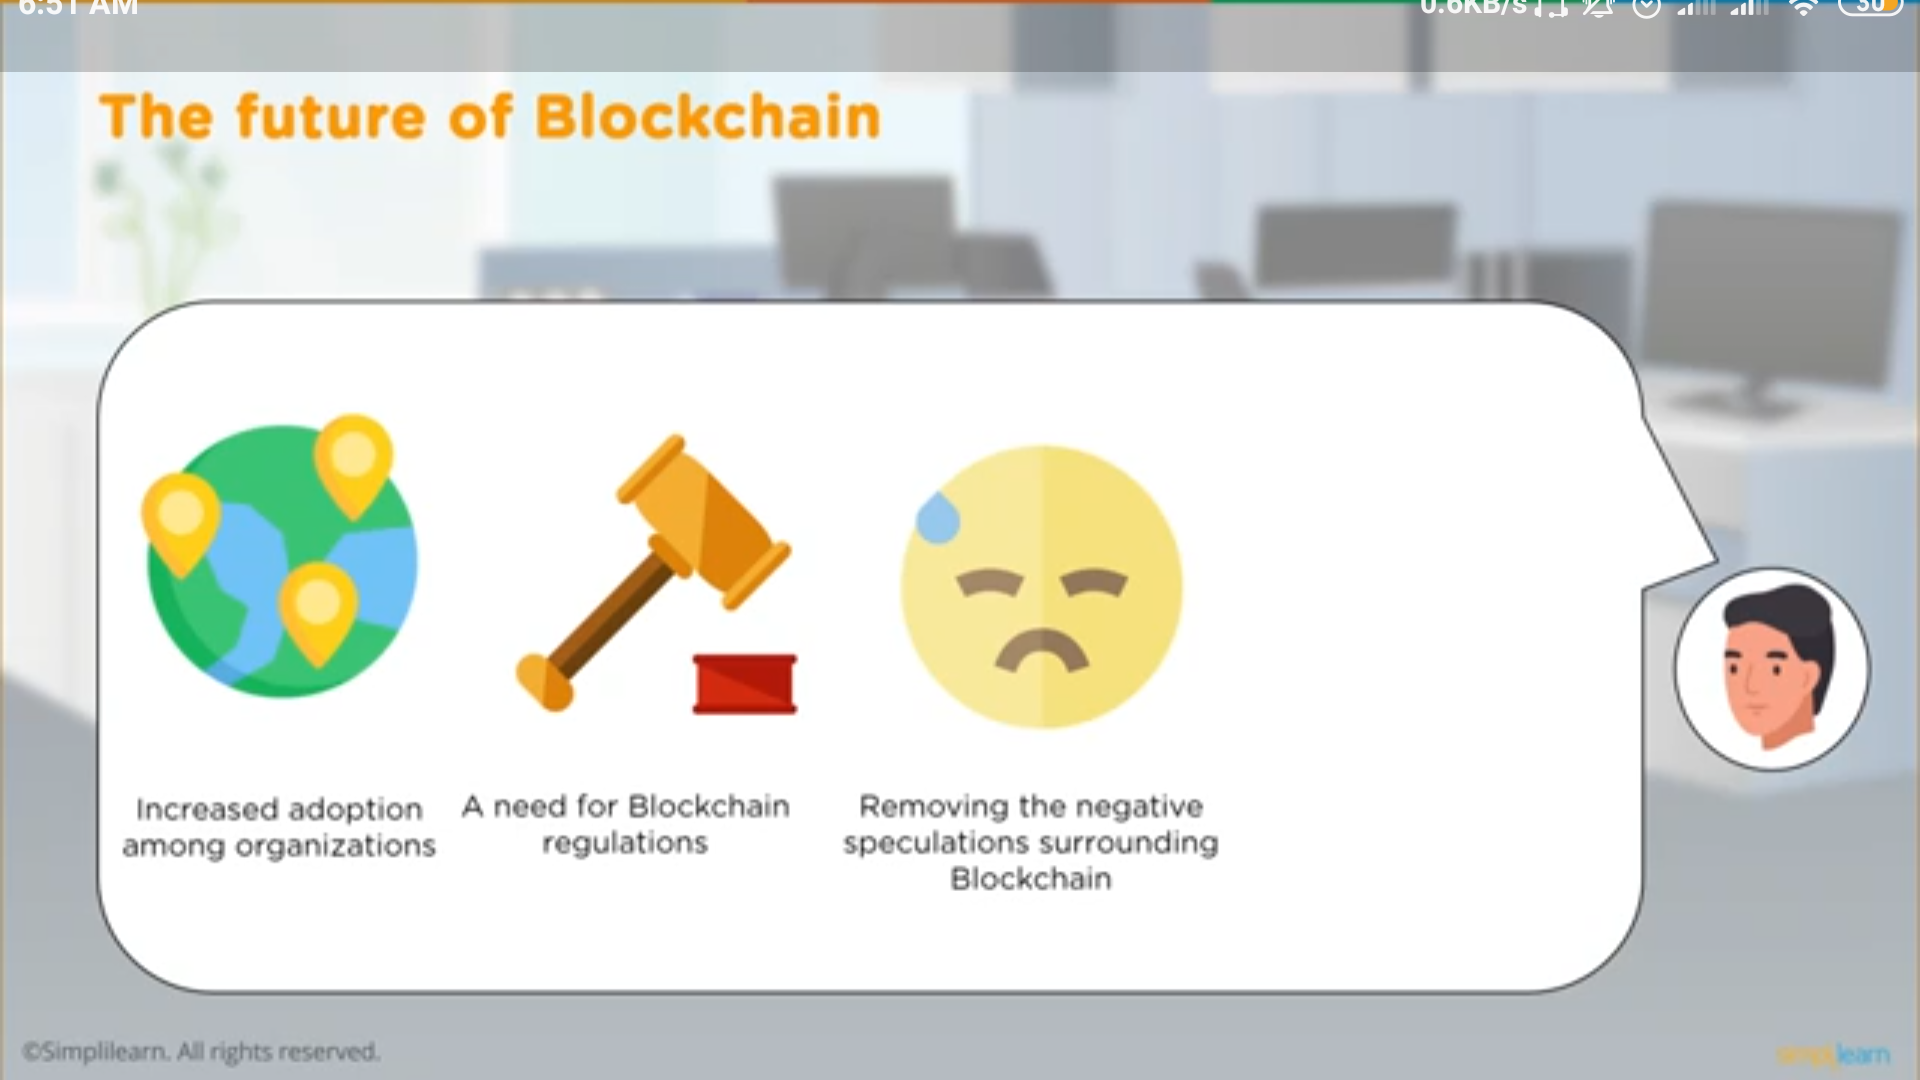 6:51 AM
0.6KB/s
30
The future of Blockchain
Increased adoption
among organizations
A need for Blockchain
regulations
Removing the negative
speculations surrounding
Blockchain
©Simplilearn. All rights reserved.
simplilearn